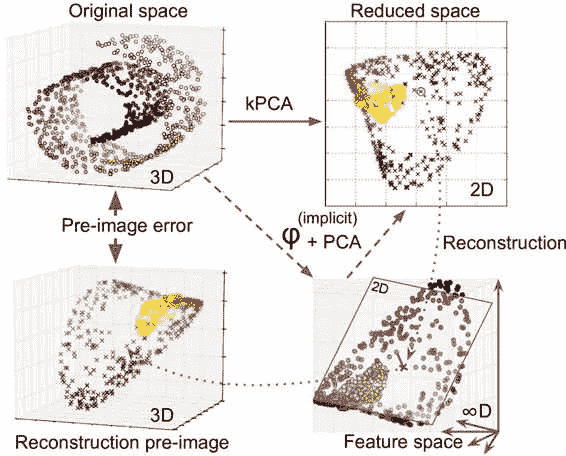 Original space
Reduced space
kPCA
3D
2D
(implicit)
Pre-image error
φ + PCA
Reconstruction
2D
3D
∞D
Reconstruction pre-image
Feature space